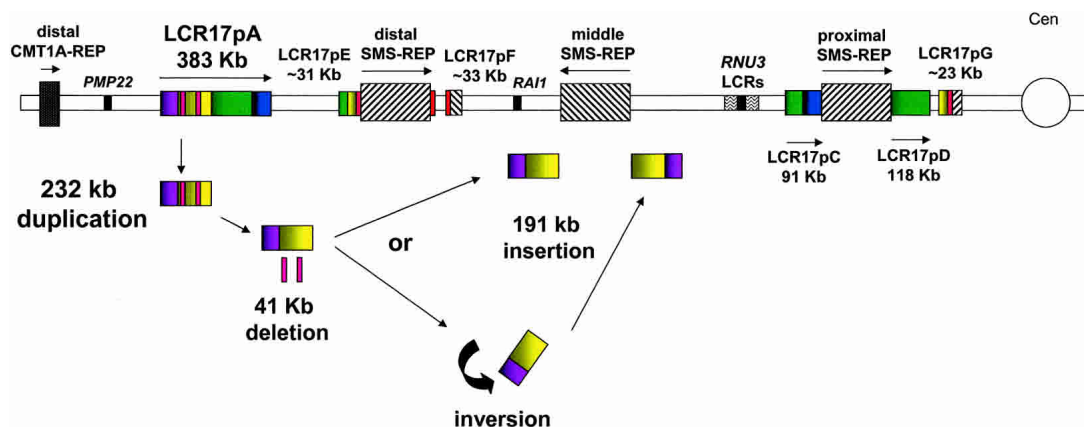 distal
CMT1A-REP
PMP22
LCR17pA
383 Kb
LCR17pE
~31 Kb
distal
SMS-REP
LCR17pF
~33 Kb
RAI1
middle
SMS-REP
RNU3
LCRs
proximal
SMS-REP
LCR17pG
~23 Kb
Cen
LCR17pC
91 Kb
LCR17pD
118 Kb
232 kb
duplication
41 Kb
deletion
or
191 kb
insertion
inversion